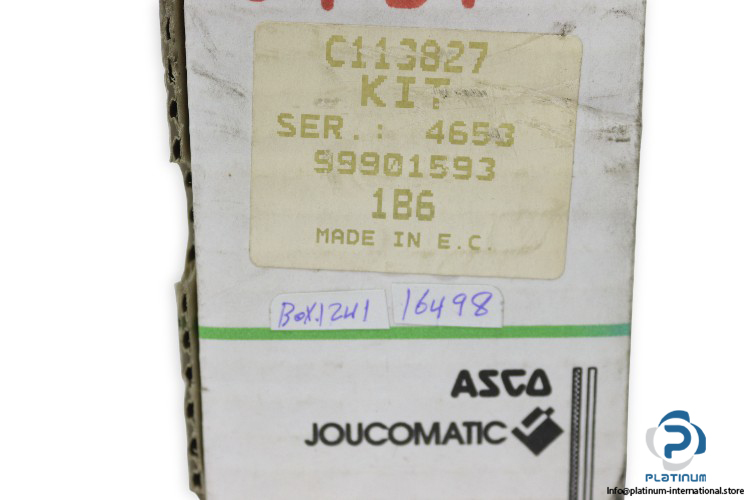 C113827
KIT
SER.: 4653
99901593
1B6
MADE IN E.C.
Box.1241
16498
ASCO
JOUCOMATIC
PLATINUM
Info@platinum-international.store